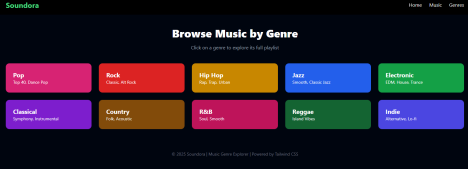 Soundora
Home Music Genres
Browse Music by Genre
Click on a genre to explore its full playlist
Pop
Top 40, Dance Pop
Rock
Classic, Alt Rock
Hip Hop
Rap, Trap, Urban
Jazz
Smooth, Classic Jazz
Electronic
EDM, House, Trance
Classical
Symphony, Instrumental
Country
Folk, Acoustic
R&B
Soul, Smooth
Reggae
Island Vibes
Indie
Alternative, Lo-fi
© 2025 Soundora | Music Genre Explorer | Powered by Tailwind CSS